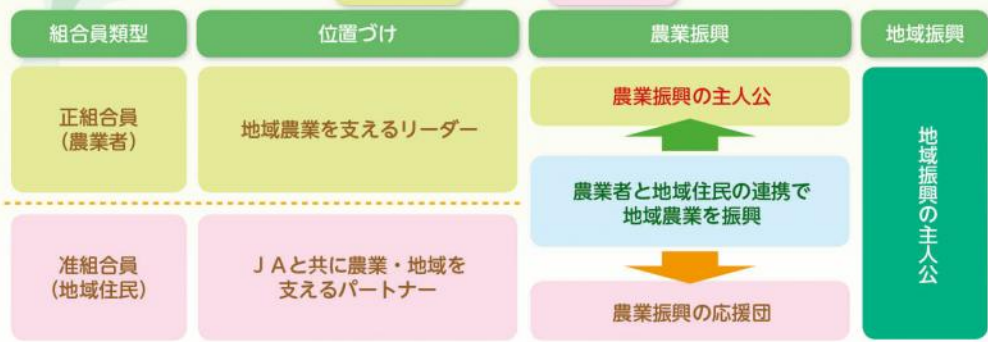 組合員類型
位置づけ
農業振興
地域振興
正組合員
(農業者)
地域農業を支えるリーダー
農業振興の主人公
農業者と地域住民の連携で
地域農業を振興
准組合員
(地域住民)
ＪＡと共に農業・地域を
支えるパートナー
農業振興の応援団
地域振興の主人公